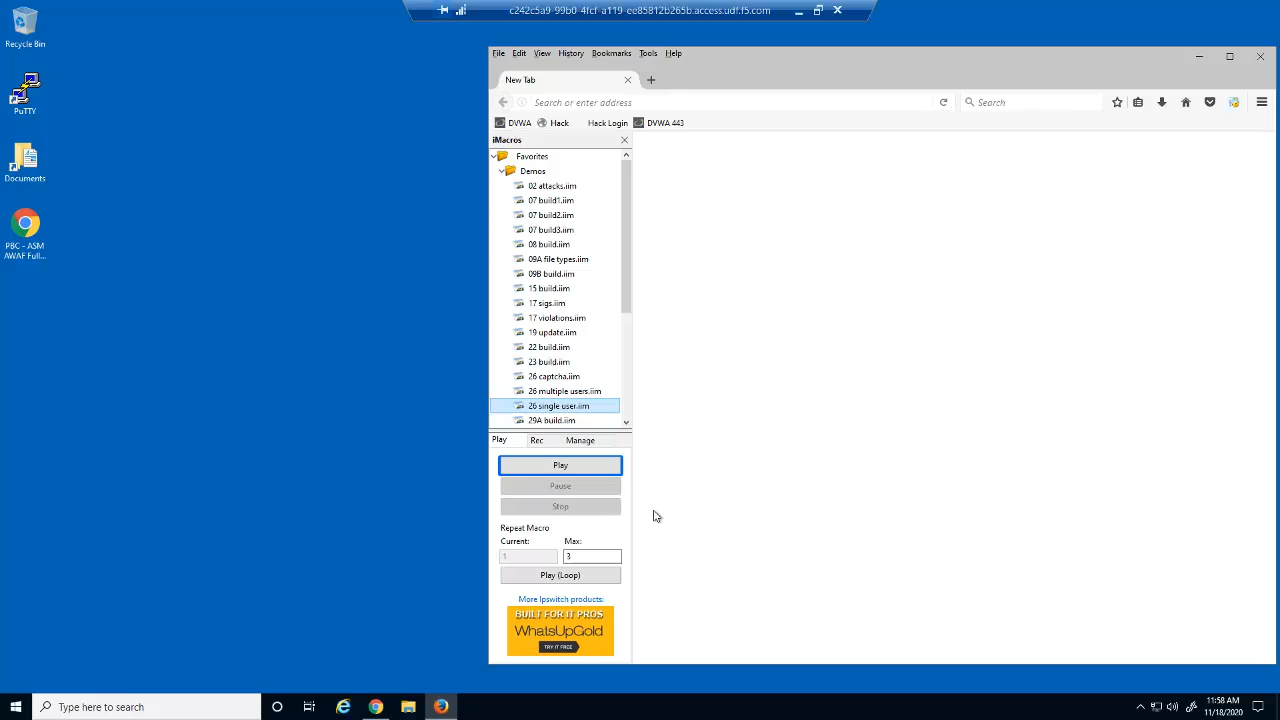 c242c5a9-99b0-4fcf-a119-ee85812b265b.access.udf.f5.com
Recycle Bin
PuTTY
Documents
PBC - ASM
AWAF Full...
File Edit View History Bookmarks Tools Help
New Tab
Search or enter address
Search
DVWA Hack Hack Login DVWA 443
iMacros
Favorites
Demos
02 attacks.iim
07 build1.iim
07 build2.iim
07 build3.iim
08 build.iim
09A file types.iim
09B build.iim
15 build.iim
17 sigs.iim
17 violations.iim
19 update.iim
22 build.iim
23 build.iim
26 captcha.iim
26 multiple users.iim
26 single user.iim
29A build.iim
Play Rec Manage
Play
Pause
Stop
Repeat Macro
Current: Max:
1 3
Play (Loop)
More Ipswitch products:
BUILT FOR IT PROS
WhatsUpGold
TRY IT FREE
Type here to search
11:58 AM
11/18/2020